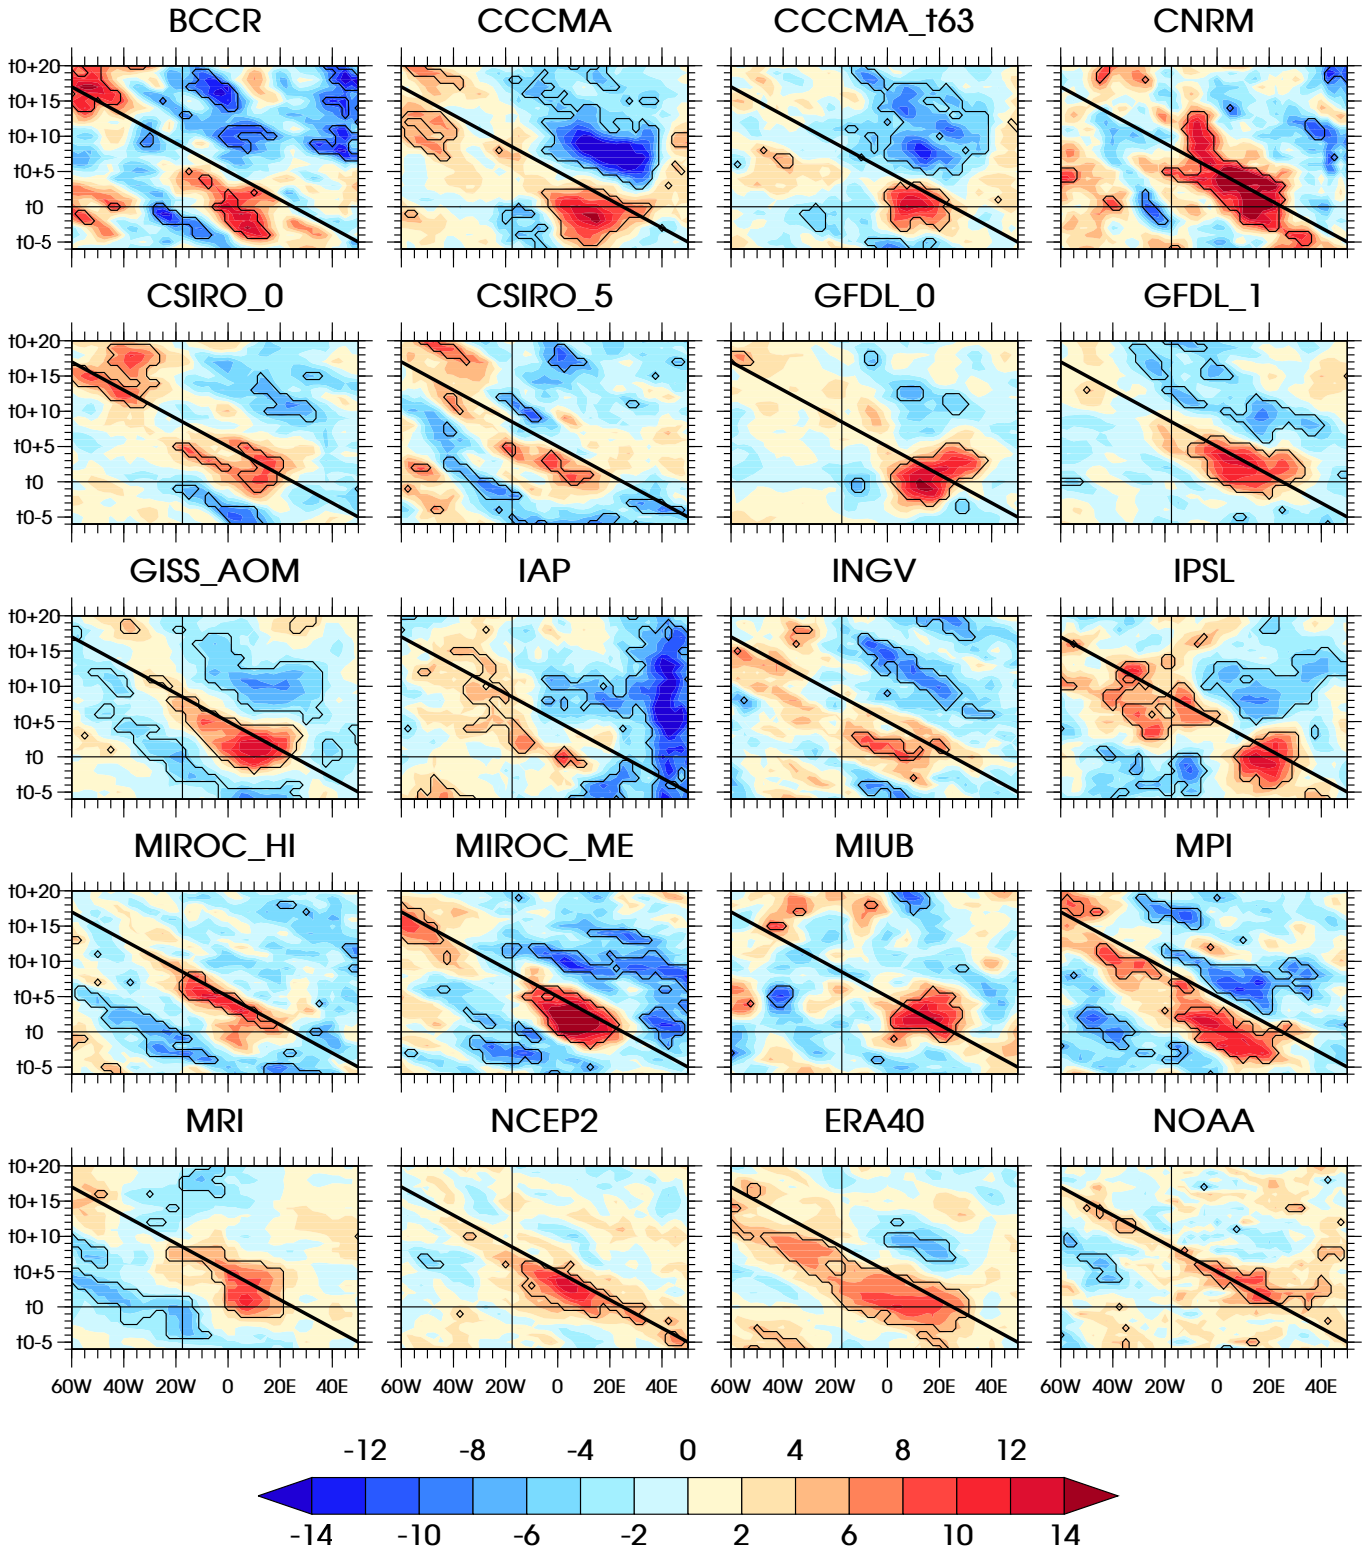 BCCR CCCMA CCCMA_t63 CNRM
t0+20
t0+15
t0+10
t0+5
t0
t0-5
CSIRO_0 CSIRO_5 GFDL_0 GFDL_1
t0+20
t0+15
t0+10
t0+5
t0
t0-5
GISS_AOM IAP INGV IPSL
t0+20
t0+15
t0+10
t0+5
t0
t0-5
MIROC_HI MIROC_ME MIUB MPI
t0+20
t0+15
t0+10
t0+5
t0
t0-5
MRI NCEP2 ERA40 NOAA
t0+20
t0+15
t0+10
t0+5
t0
t0-5
60W 40W 20W 0 20E 40E 60W 40W 20W 0 20E 40E 60W 40W 20W 0 20E 40E 60W 40W 20W 0 20E 40E
-12 -8 -4 0 4 8 12
-14 -10 -6 -2 2 6 10 14